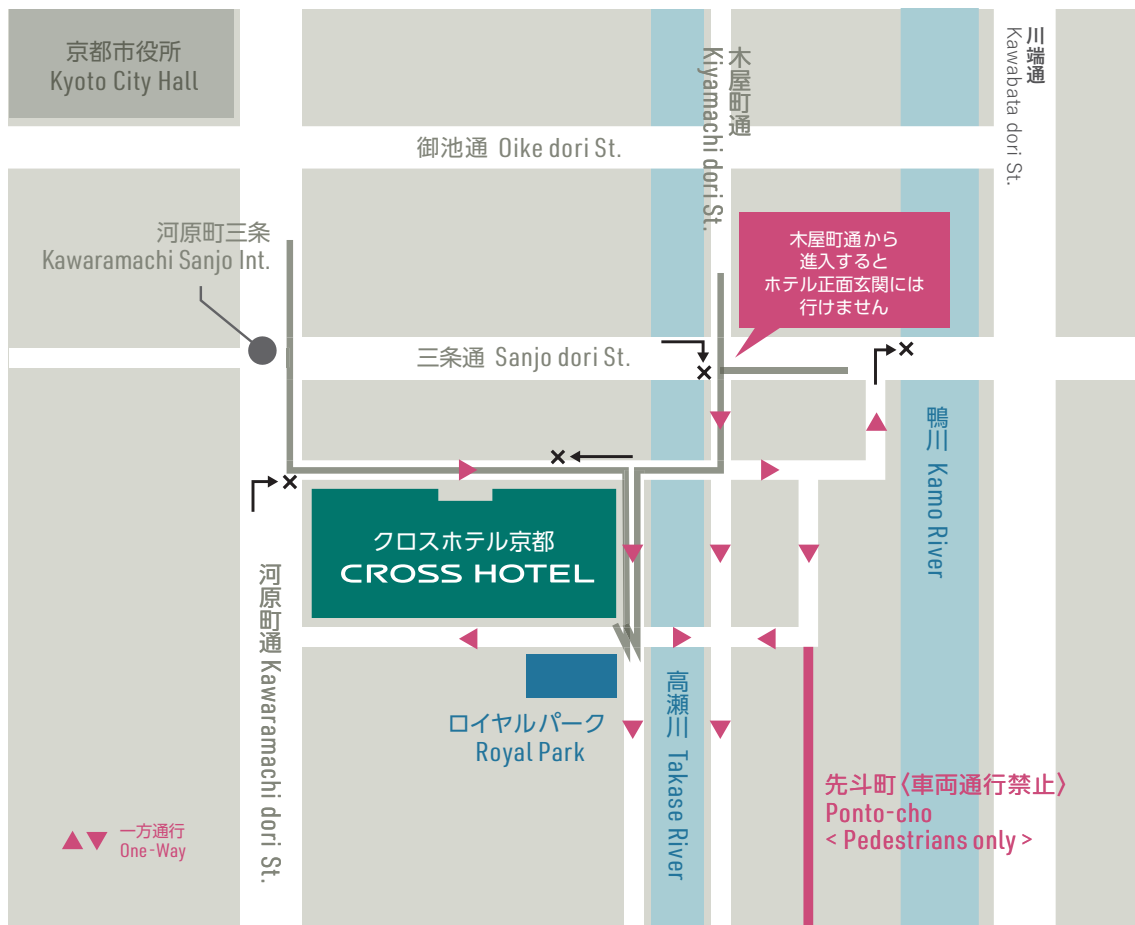 京都市役所
Kyoto City Hall
木屋町通
Kiyamachi dori St.
川端通
Kawabata dori St.
御池通 Oike dori St.
河原町三条
Kawaramachi Sanjo Int.
木屋町通から
進入すると
ホテル正面玄関には
行けません
三条通 Sanjo dori St.
鴨川 Kamo River
クロスホテル京都
CROSS HOTEL
河原町通 Kawaramachi dori St.
ロイヤルパーク
Royal Park
高瀬川 Takase River
先斗町〈車両通行禁止〉
Ponto-cho
< Pedestrians only >
一方通行
One-Way